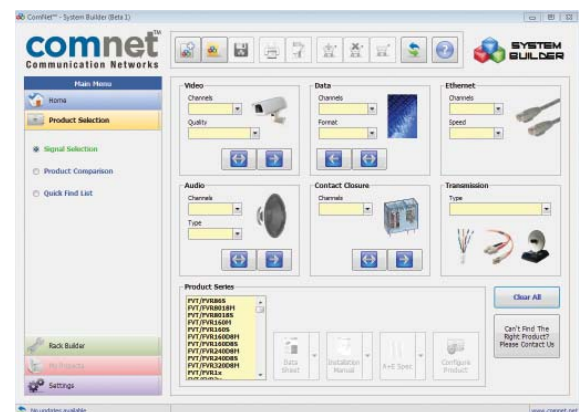 ComNet™ - System Builder (Beta 1)
comnet™
Communication Networks
SYSTEM
BUILDER
Main Menu
Home
Product Selection
Signal Selection
Product Comparison
Quick Find List
Rack Builder
My Projects
Settings
Video
Channels
Quality
Data
Channels
Format
Ethernet
Channels
Speed
Audio
Channels
Type
Contact Closure
Channels
Transmission
Type
Product Series
FVT/FVR86S
FVT/FVR8018M
FVT/FVR8018S
FVT/FVR160M
FVT/FVR160S
FVT/FVR160D8M
FVT/FVR160D8S
FVT/FVR240D8M
FVT/FVR240D8S
FVT/FVR320D8M
FVT/FVR1x
Data
Sheet
Installation
Manual
A+E Spec
Configure
Product
Clear All
Can't Find The
Right Product?
Please Contact Us
No updates available
www.comnet.net